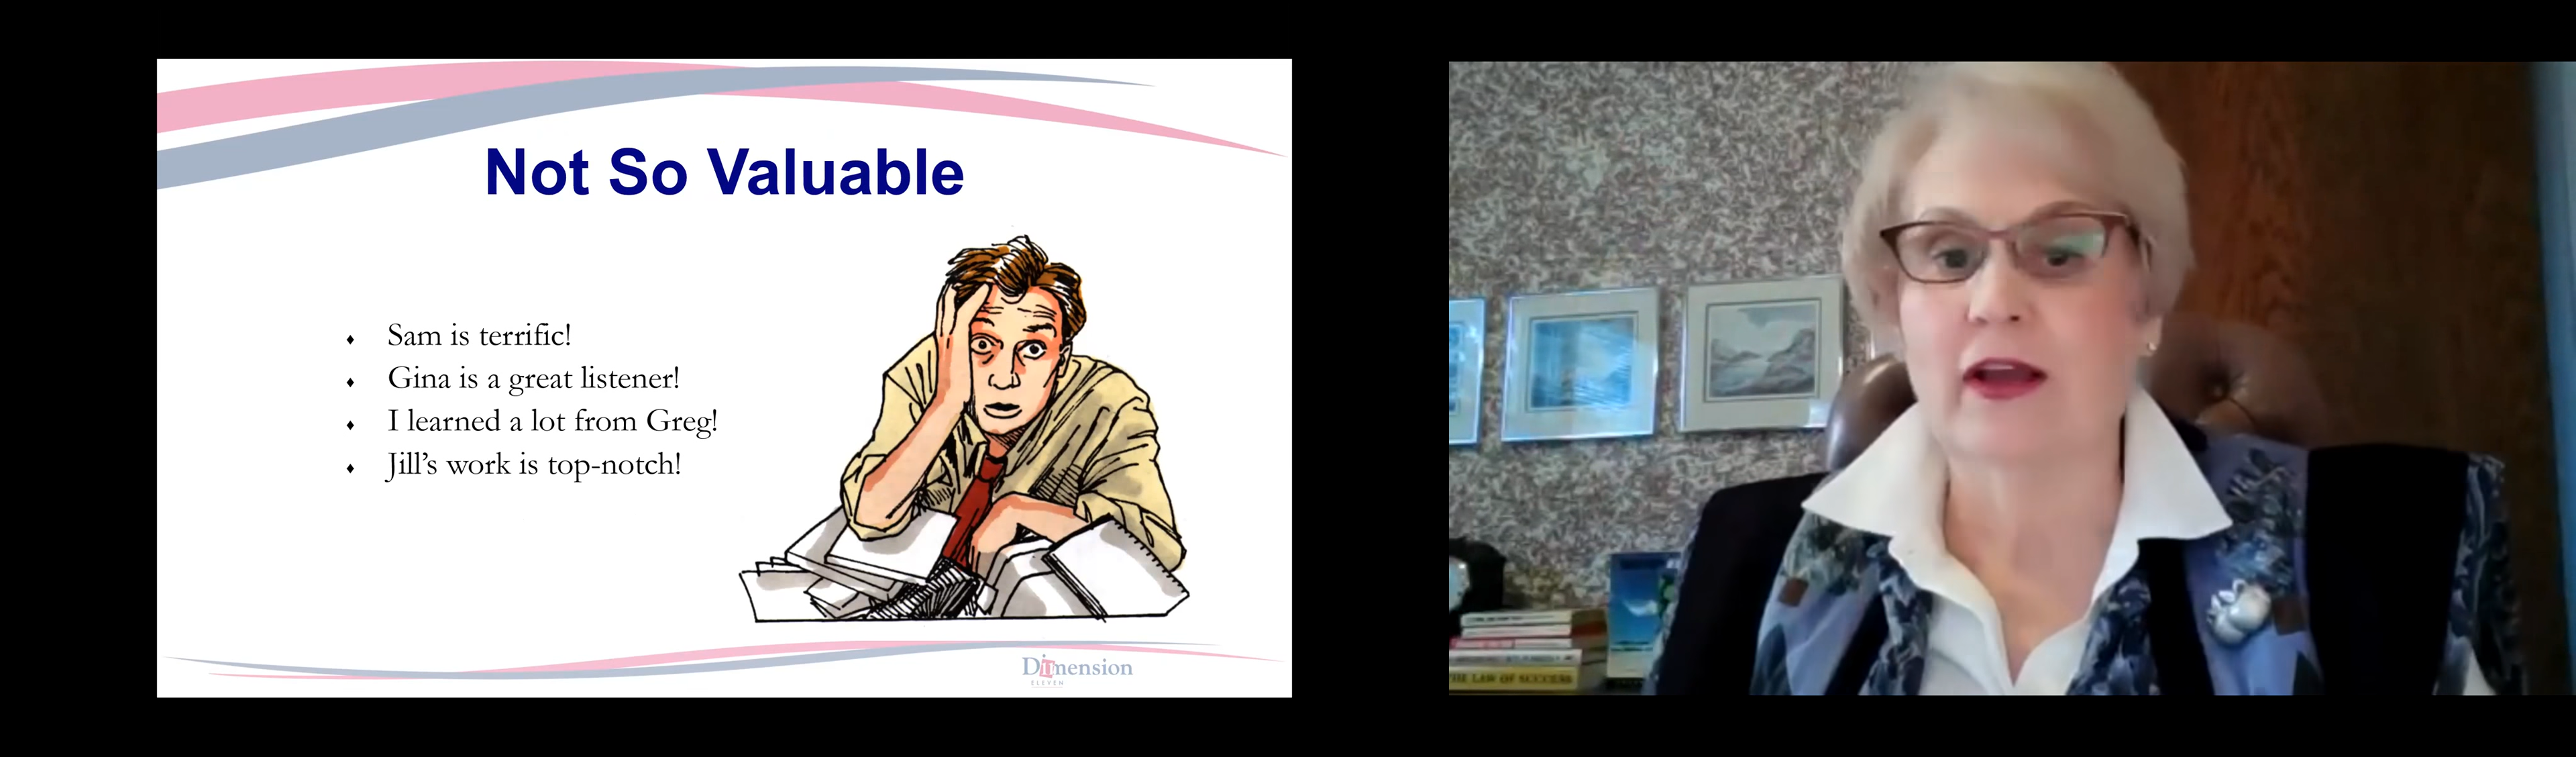 Not So Valuable
Sam is terrific!
Gina is a great listener!
I learned a lot from Greg!
Jill's work is top-notch!
Dimension
ELEVEN
THE LAW OF SUCCESS